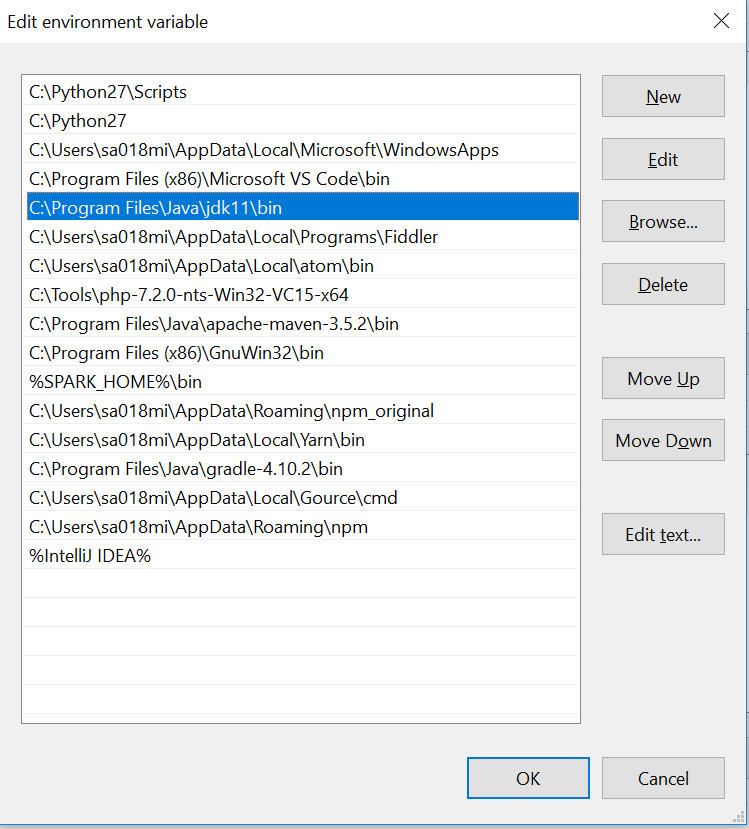 Edit environment variable
C:\Python27\Scripts
C:\Python27
C:\Users\sa018mi\AppData\Local\Microsoft\WindowsApps
C:\Program Files (x86)\Microsoft VS Code\bin
C:\Program Files\Java\jdk11\bin
C:\Users\sa018mi\AppData\Local\Programs\Fiddler
C:\Users\sa018mi\AppData\Local\atom\bin
C:\Tools\php-7.2.0-nts-Win32-VC15-x64
C:\Program Files\Java\apache-maven-3.5.2\bin
C:\Program Files (x86)\GnuWin32\bin
%SPARK_HOME%\bin
C:\Users\sa018mi\AppData\Roaming\npm_original
C:\Users\sa018mi\AppData\Local\Yarn\bin
C:\Program Files\Java\gradle-4.10.2\bin
C:\Users\sa018mi\AppData\Local\Gource\cmd
C:\Users\sa018mi\AppData\Roaming\npm
%IntelliJ IDEA%
New
Edit
Browse...
Delete
Move Up
Move Down
Edit text...
OK
Cancel